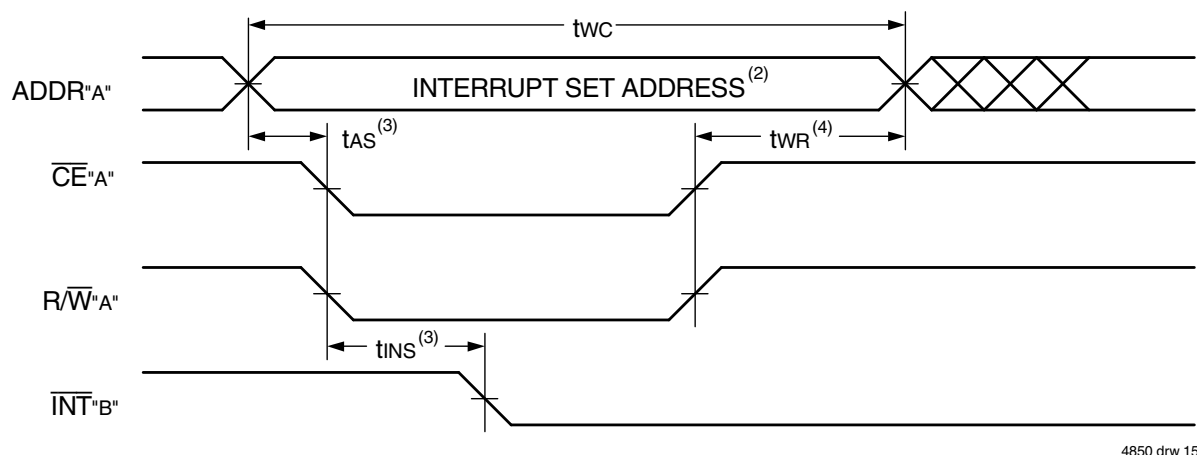 tWC
ADDR"A"
INTERRUPT SET ADDRESS(2)
tAS(3)
tWR(4)
CE"A"
R/W"A"
tINS(3)
INT"B"
4850 drw 15